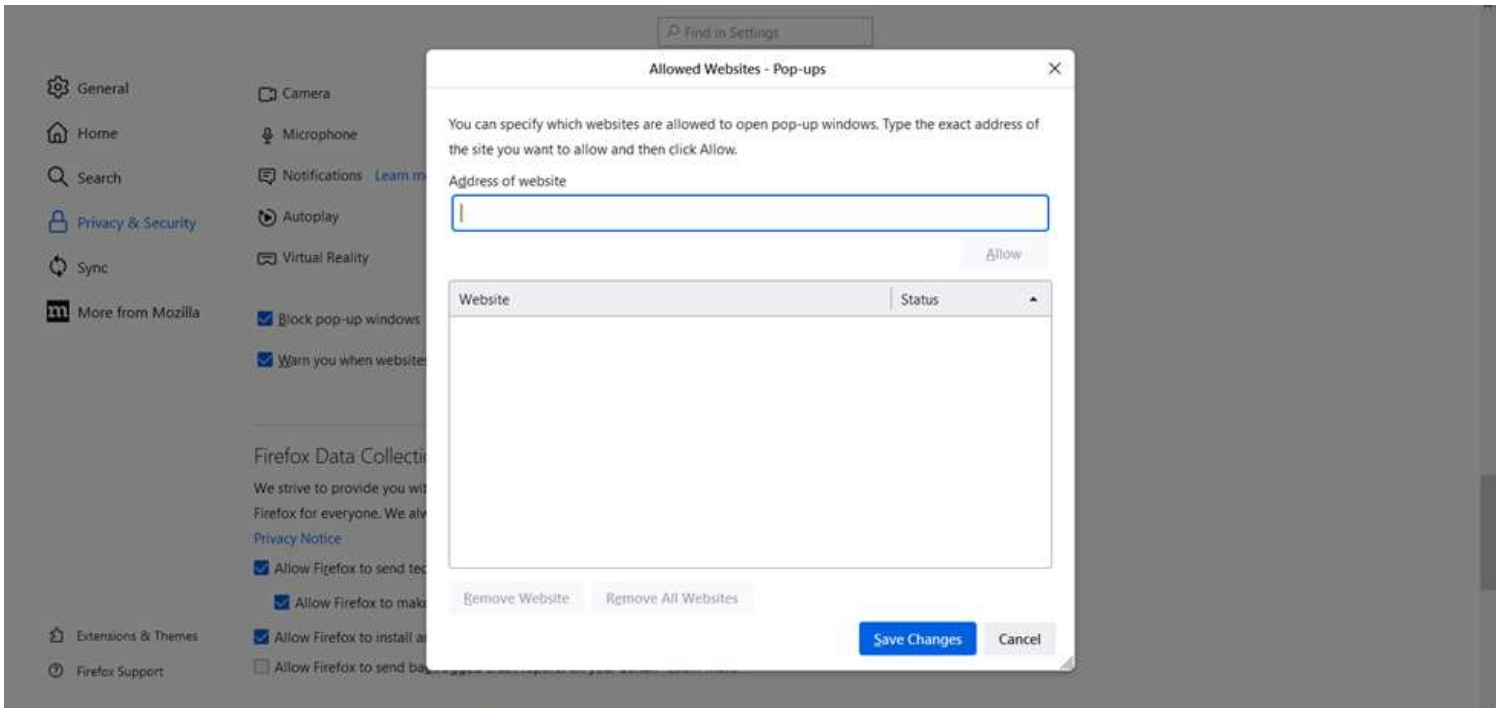 Find in Settings
General
Home
Search
Privacy & Security
Sync
More from Mozilla
Extensions & Themes
Firefox Support
Camera
Microphone
Notifications Learn m
Autoplay
Virtual Reality
Block pop-up windows
Warn you when websites
Firefox Data Collecti
We strive to provide you wit
Firefox for everyone. We alw
Privacy Notice
Allow Firefox to send tec
Allow Firefox to make
Allow Firefox to install a
Allow Firefox to send ba
Allowed Websites - Pop-ups
You can specify which websites are allowed to open pop-up windows. Type the exact address of
the site you want to allow and then click Allow.
Address of website
Allow
Website Status
Remove Website Remove All Websites
Save Changes Cancel